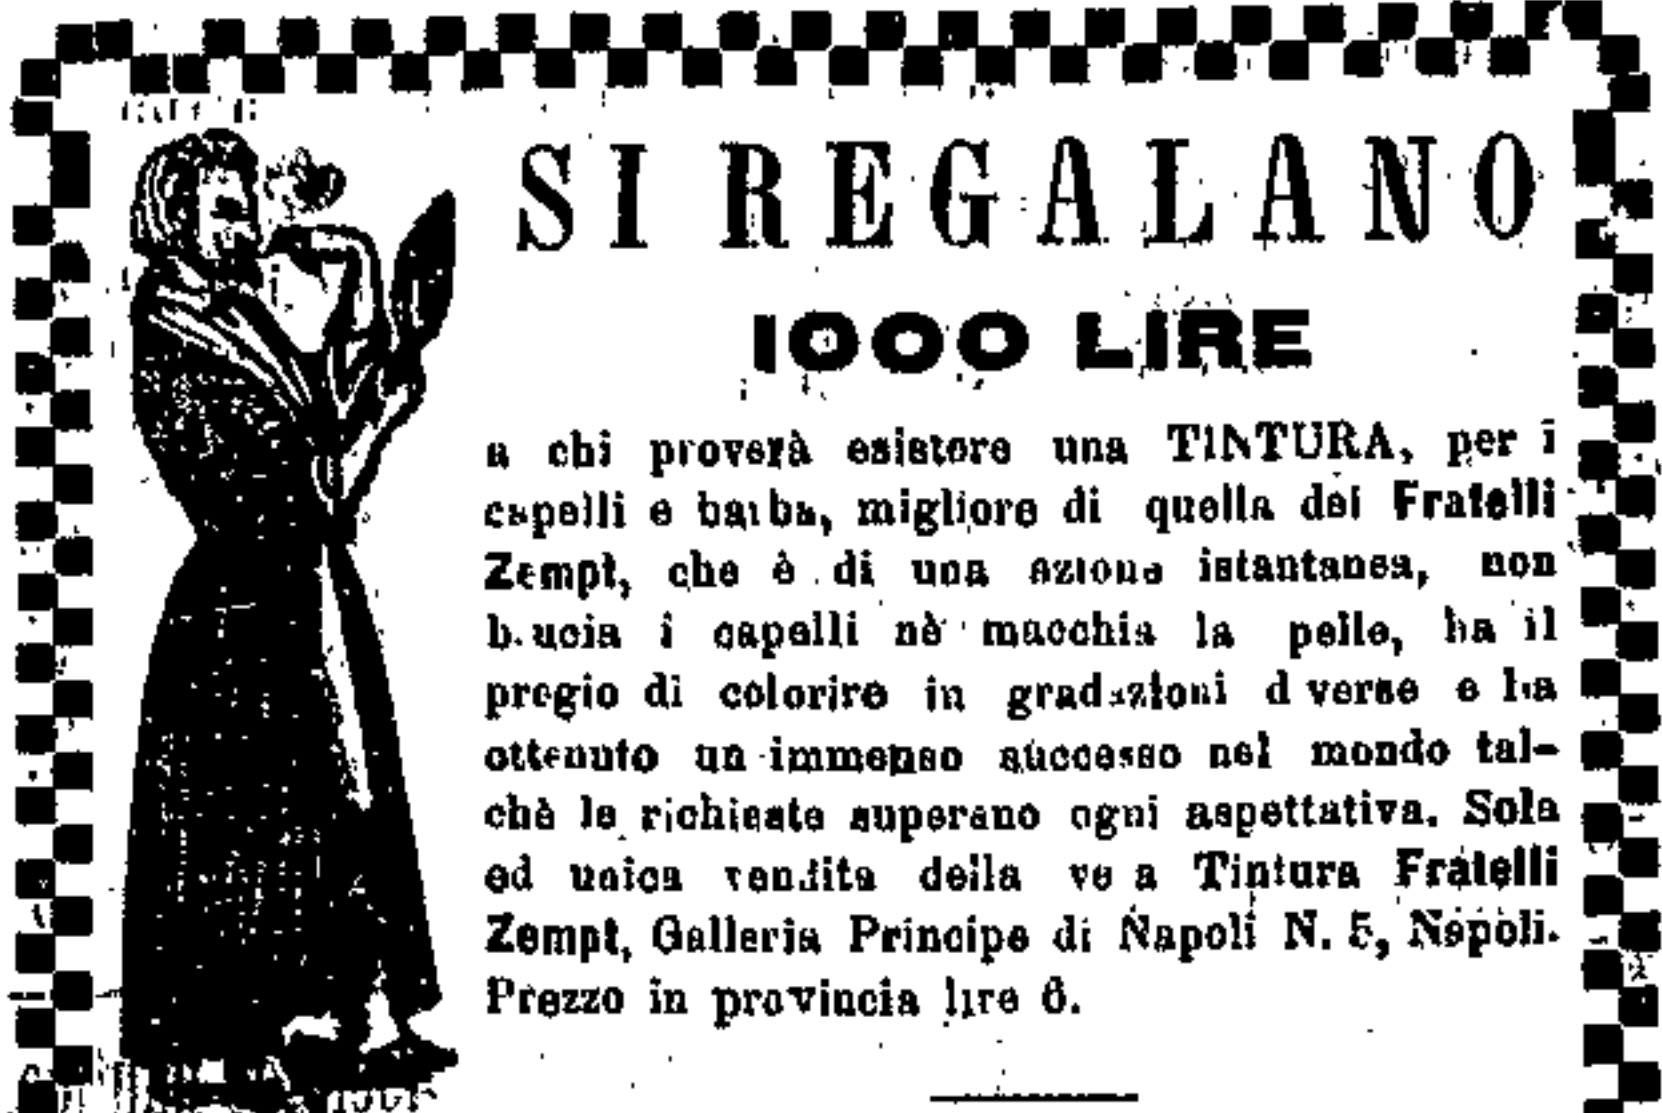 SI REGALANO
1000 LIRE
a chi proverà esistere una TINTURA, per i
capelli e barba, migliore di quella dei Fratelli
Zempt, che è di una azione istantanea, non
brucia i capelli nè macchia la pelle, ha il
pregio di colorire in gradazioni diverse e ha
ottenuto un immenso successo nel mondo tal-
chè le richieste superano ogni aspettativa. Sola
ed unica vendita della vera Tintura Fratelli
Zempt, Galleria Principe di Napoli N. 5, Napoli.
Prezzo in provincia lire 6.